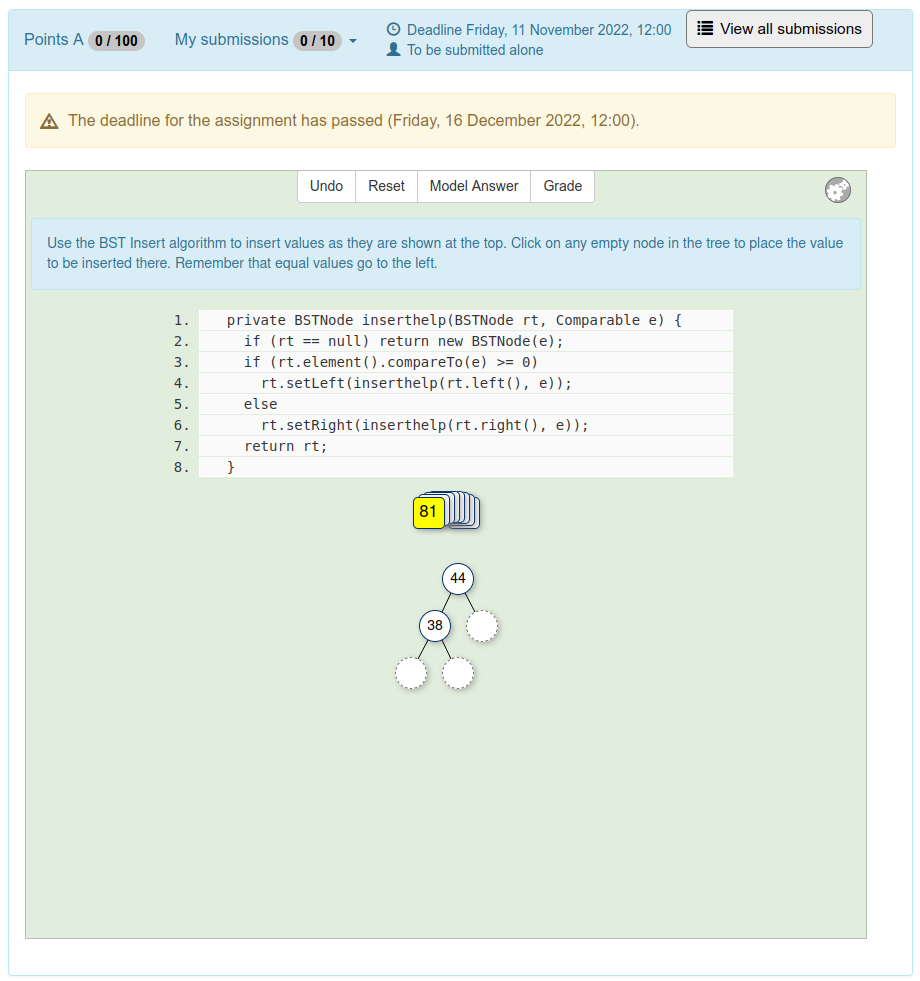 Points A 0 / 100 My submissions 0 / 10 Deadline Friday, 11 November 2022, 12:00 View all submissions
To be submitted alone
The deadline for the assignment has passed (Friday, 16 December 2022, 12:00).
Undo Reset Model Answer Grade
Use the BST Insert algorithm to insert values as they are shown at the top. Click on any empty node in the tree to place the value
to be inserted there. Remember that equal values go to the left.
1. private BSTNode inserthelp(BSTNode rt, Comparable e) {
2. if (rt == null) return new BSTNode(e);
3. if (rt.element().compareTo(e) >= 0)
4. rt.setLeft(inserthelp(rt.left(), e));
5. else
6. rt.setRight(inserthelp(rt.right(), e));
7. return rt;
8. }
81
44
38